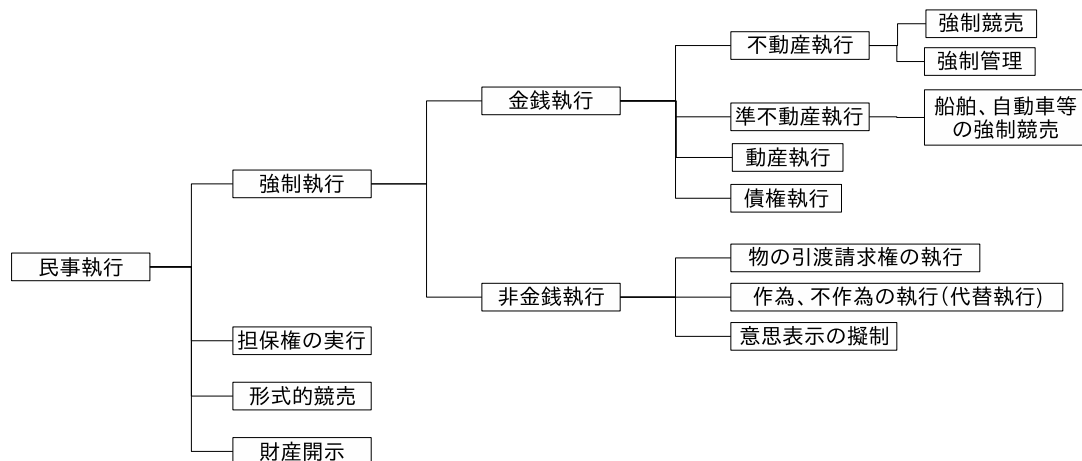 民事執行
強制執行
金銭執行
不動産執行
強制競売
強制管理
準不動産執行
船舶、自動車等
の強制競売
動産執行
債権執行
非金銭執行
物の引渡請求権の執行
作為、不作為の執行(代替執行)
意思表示の擬制
担保権の実行
形式的競売
財産開示